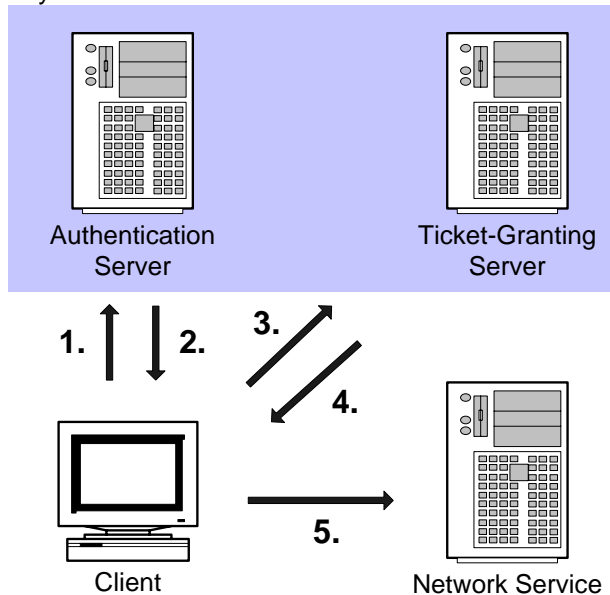 Authentication
Server
Ticket-Granting
Server
1.
2.
3.
4.
5.
Client
Network Service